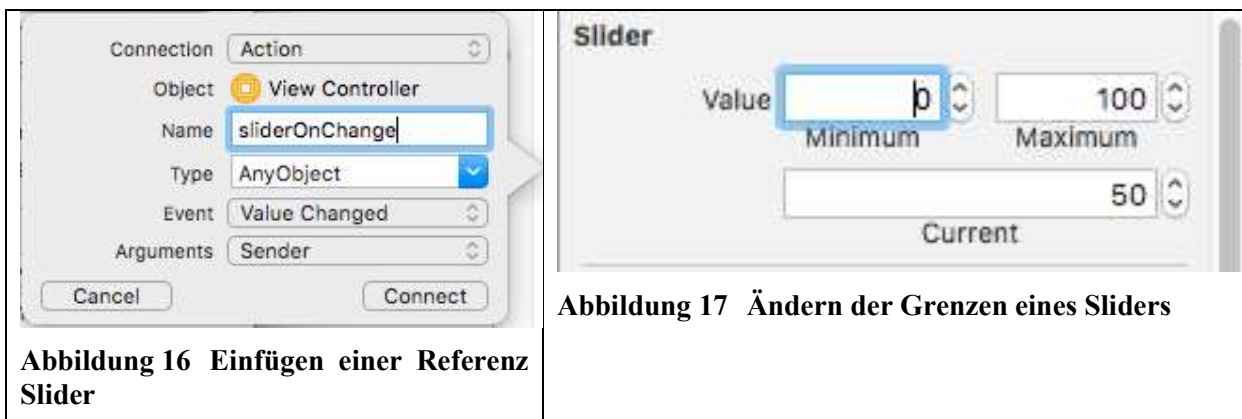 Connection Action
Object View Controller
Name sliderOnChange
Type AnyObject
Event Value Changed
Arguments Sender
Cancel Connect
Abbildung 16 Einfügen einer Referenz
Slider
Slider
Value 0 100
Minimum Maximum
50
Current
Abbildung 17 Ändern der Grenzen eines Sliders